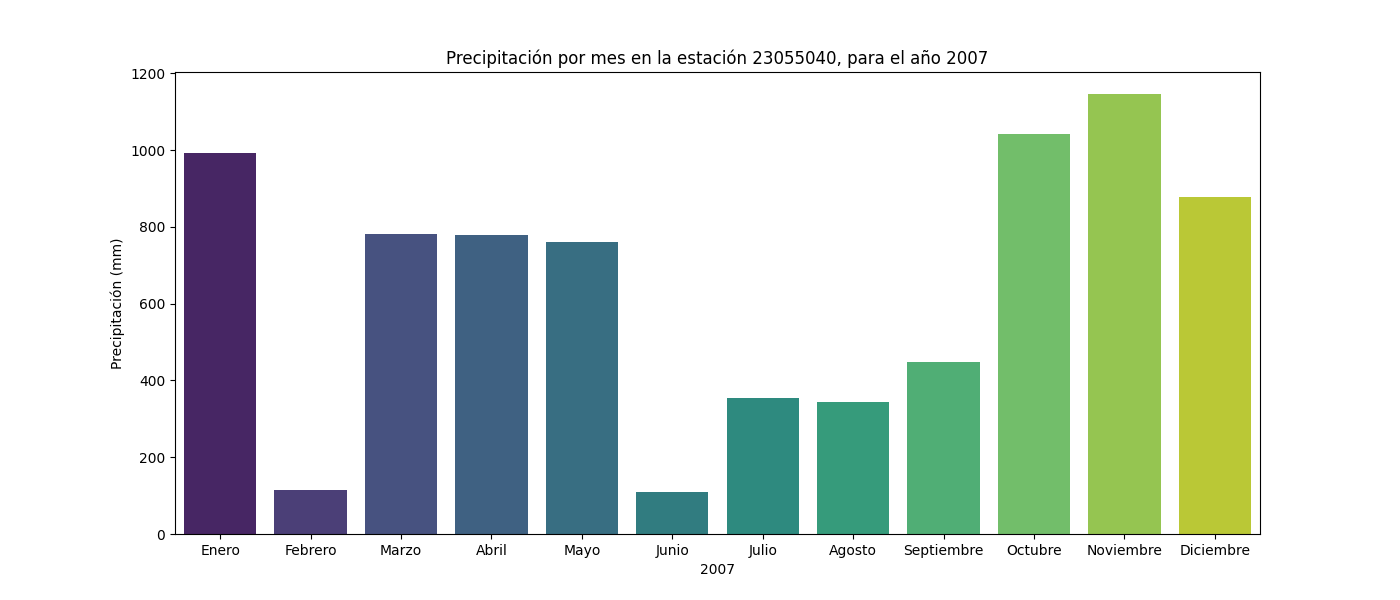 Precipitación por mes en la estación 23055040, para el año 2007
1200
1000
800
600
400
200
0
Precipitación (mm)
Enero Febrero Marzo Abril Mayo Junio Julio Agosto Septiembre Octubre Noviembre Diciembre
2007